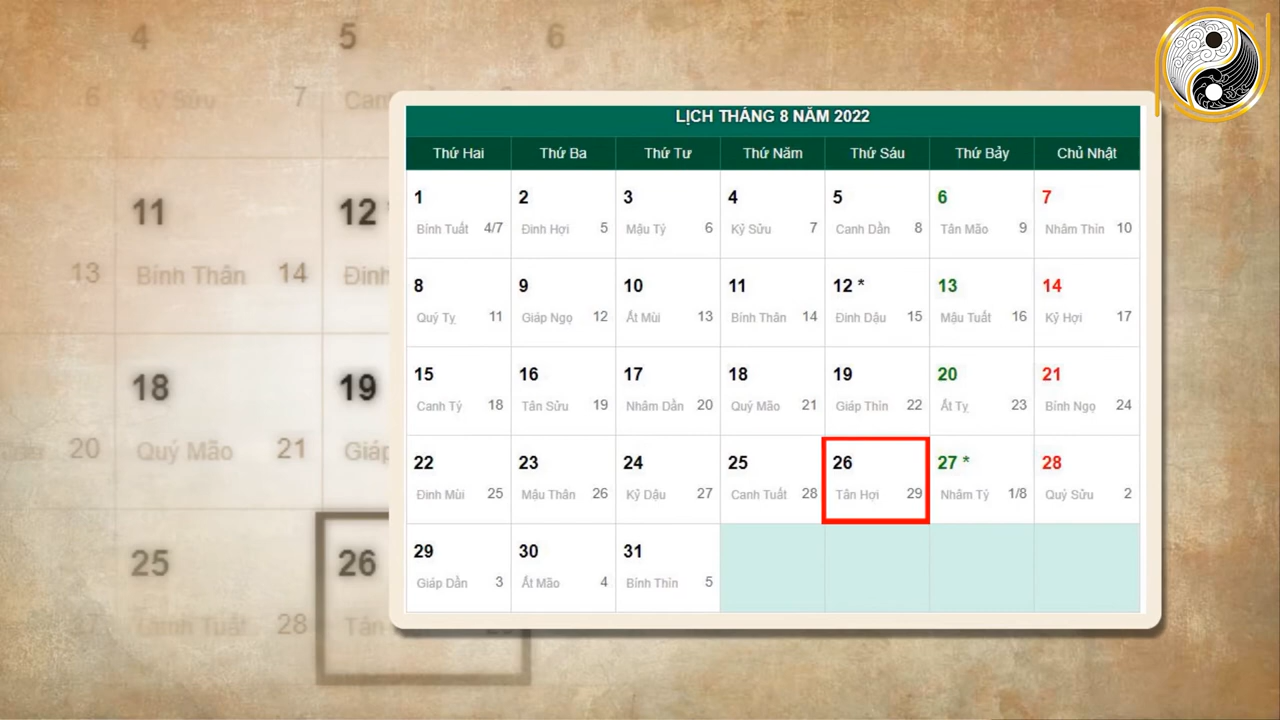 4 5 6
6 Kỷ Sửu 7 Can
11 12
13 Bính Thân 14 Đinh
18 19
20 Quý Mão 21 Giáp
25 26
27 Canh Tuất 28 Tân
LỊCH THÁNG 8 NĂM 2022
Thứ Hai Thứ Ba Thứ Tư Thứ Năm Thứ Sáu Thứ Bảy Chủ Nhật
1 2 3 4 5 6 7
Bính Tuất 4/7 Đinh Hợi 5 Mậu Tý 6 Kỷ Sửu 7 Canh Dần 8 Tân Mão 9 Nhâm Thìn 10
8 9 10 11 12 * 13 14
Quý Tỵ 11 Giáp Ngọ 12 Ất Mùi 13 Bính Thân 14 Đinh Dậu 15 Mậu Tuất 16 Kỷ Hợi 17
15 16 17 18 19 20 21
Canh Tý 18 Tân Sửu 19 Nhâm Dần 20 Quý Mão 21 Giáp Thìn 22 Ất Tỵ 23 Bính Ngọ 24
22 23 24 25 26 27 * 28
Đinh Mùi 25 Mậu Thân 26 Kỷ Dậu 27 Canh Tuất 28 Tân Hợi 29 Nhâm Tý 1/8 Quý Sửu 2
29 30 31
Giáp Dần 3 Ất Mão 4 Bính Thìn 5